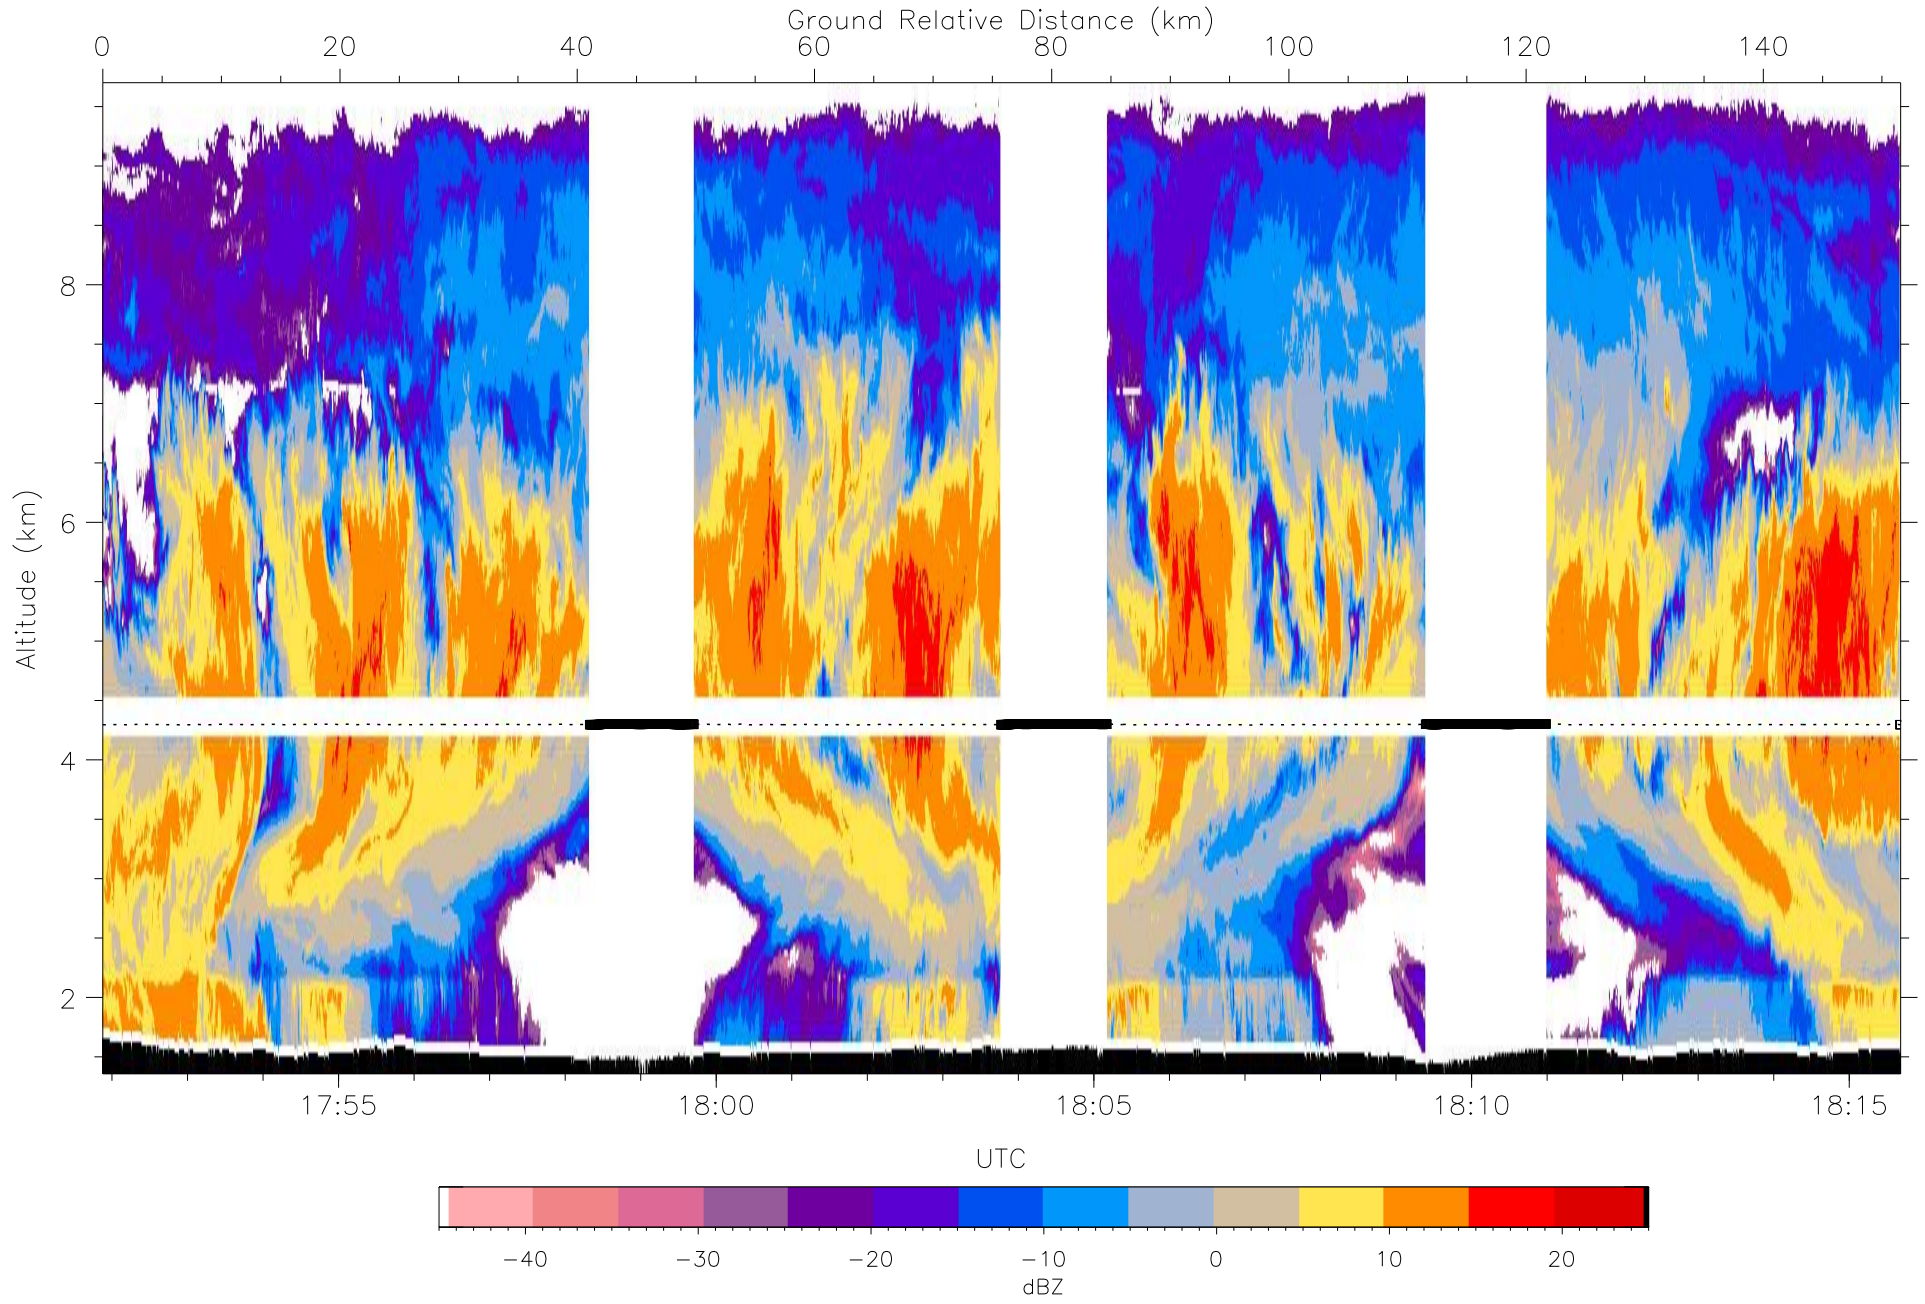 Ground Relative Distance (km)
0 20 40 60 80 100 120 140
Altitude (km)
8
6
4
2
17:55 18:00 18:05 18:10 18:15
UTC
−40 −30 −20 −10 0 10 20
dBZ